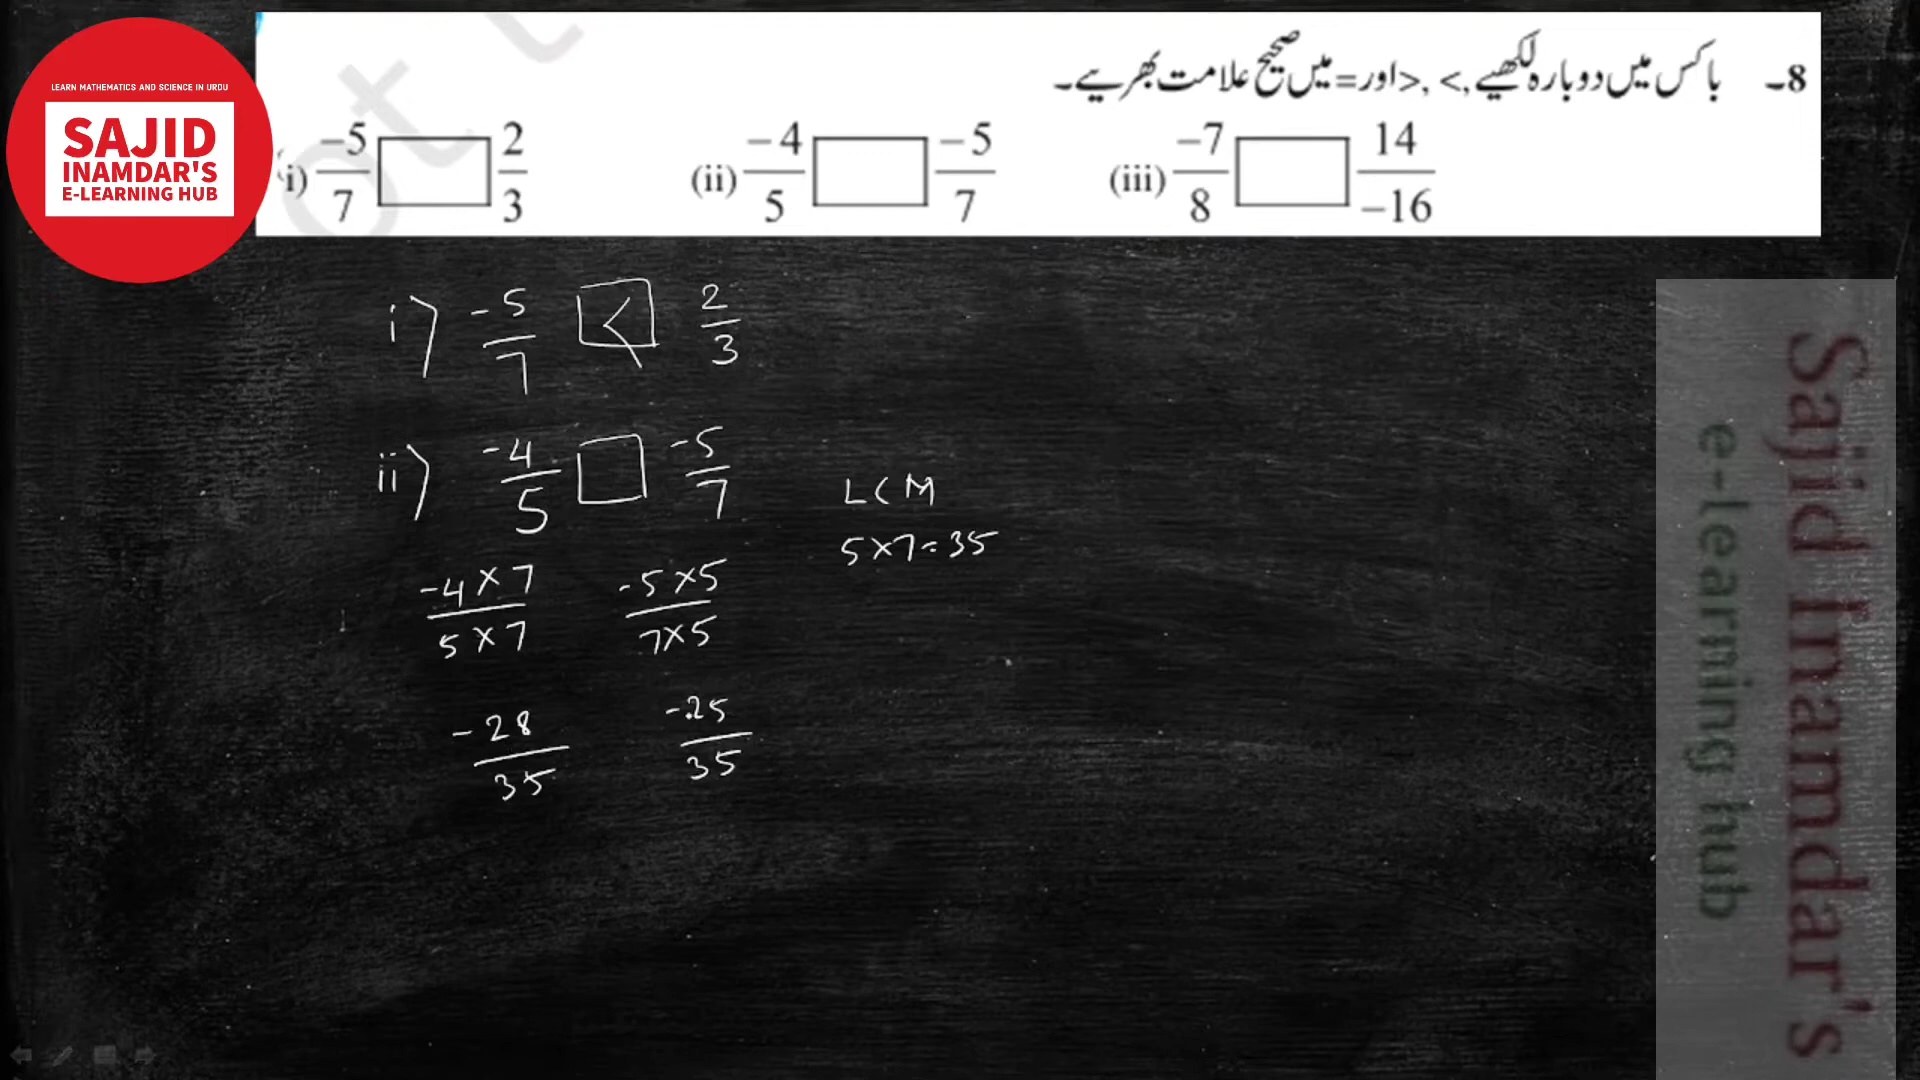 LEARN MATHEMATICS AND SCIENCE IN URDU
SAJID
INAMDAR'S
E-LEARNING HUB
8۔ باکس میں دوبارہ لکھیے >, < اور = میں صحیح علامت بھریے۔
i) -5/7 □ 2/3 (ii) -4/5 □ -5/7 (iii) -7/8 □ 14/-16
i) -5/7 < 2/3
ii) -4/5 □ -5/7
LCM
5×7=35
-4×7/5×7 -5×5/7×5
-28/35 -25/35
Sajid Inamdar's
e-learning hub